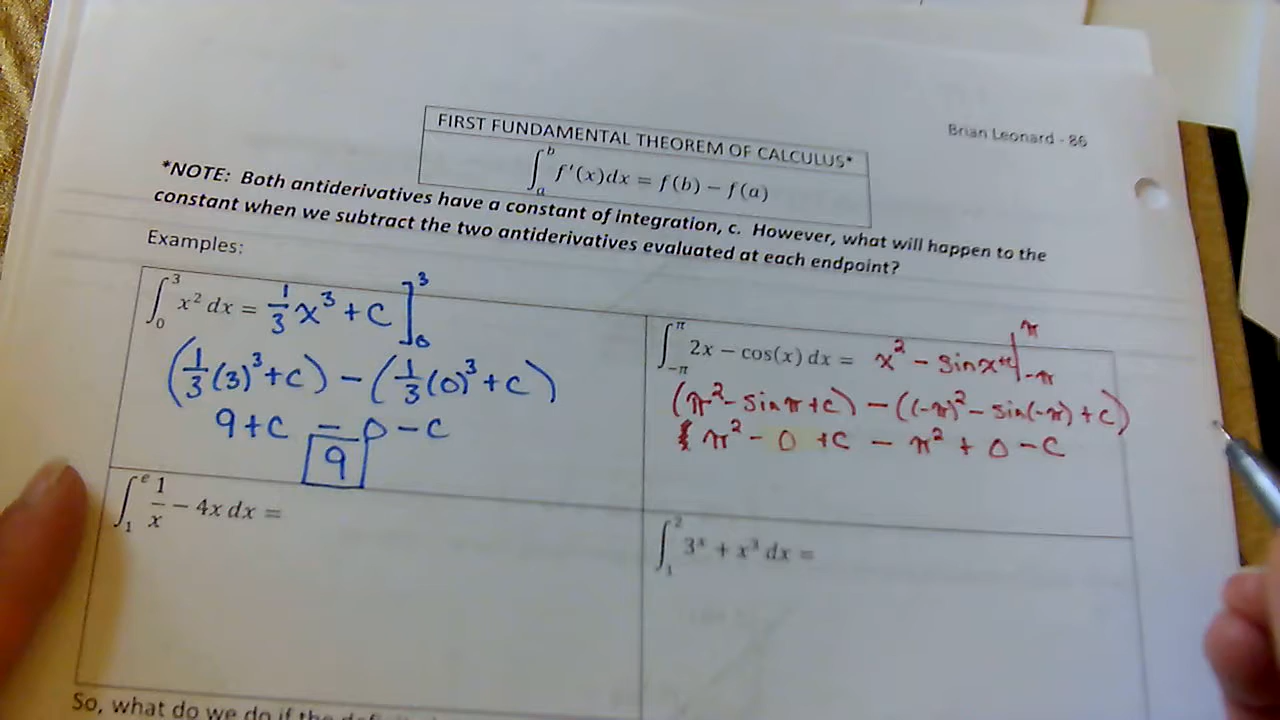 Brian Leonard - 86
FIRST FUNDAMENTAL THEOREM OF CALCULUS*
∫_a^b f'(x)dx = f(b) − f(a)
*NOTE: Both antiderivatives have a constant of integration, c. However, what will happen to the
constant when we subtract the two antiderivatives evaluated at each endpoint?
Examples:
∫_0^3 x² dx = 1/3 x³ + C ]_0^3
(1/3 (3)³ + C) − (1/3 (0)³ + C)
9 + C − 0 − C
9
∫_{-π}^π 2x − cos(x) dx = x² − sin x + c |_{-π}^π
(π² − sin π + c) − ((-π)² − sin(-π) + c)
π² − 0 + C − π² + 0 − C
∫_1^e 1/x − 4x dx =
∫_1^2 3ˣ + x³ dx =
So, what do we do if the